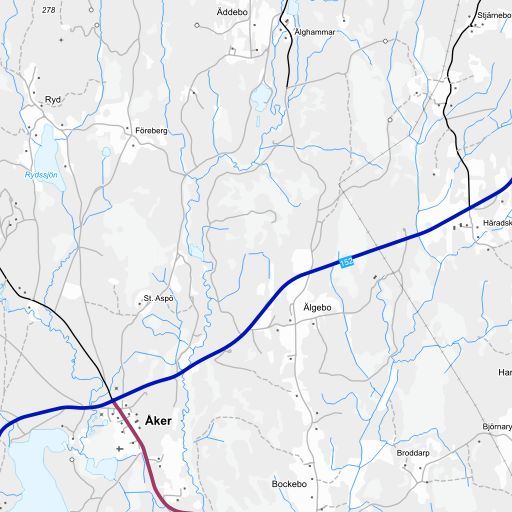 278
Äddebo
Älghammar
Stjärnebo
Ryd
Föreberg
Rydssjön
Häradsk
152
St. Aspö
Älgebo
Har
Åker
Björnary
Broddarp
Bockebo